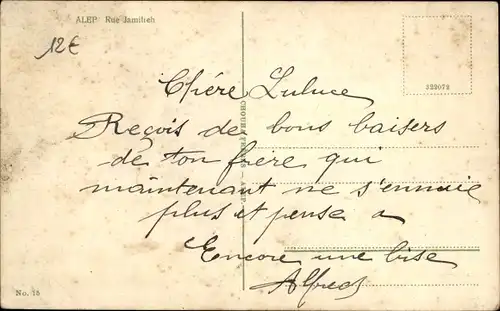 ALEP Rue Jamilieh
12€
323072
Chère Luluce
Reçois de bons baisers
de ton frère qui
maintenant ne s'ennuie
plus et pense a
Encore une bise
Alfred
No. 16